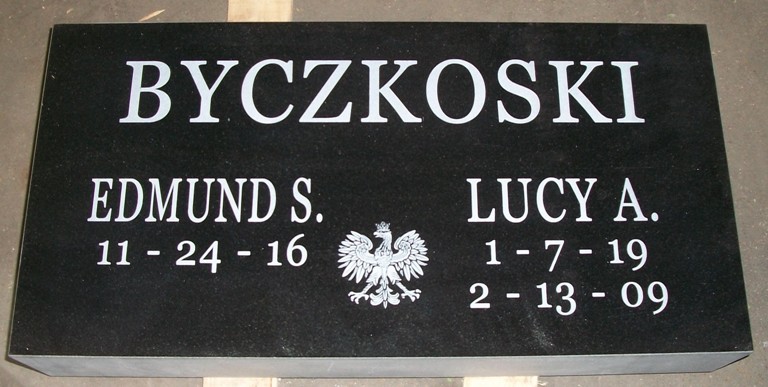 BYCZKOSKI
EDMUND S.
11 - 24 - 16
LUCY A.
1 - 7 - 19
2 - 13 - 09